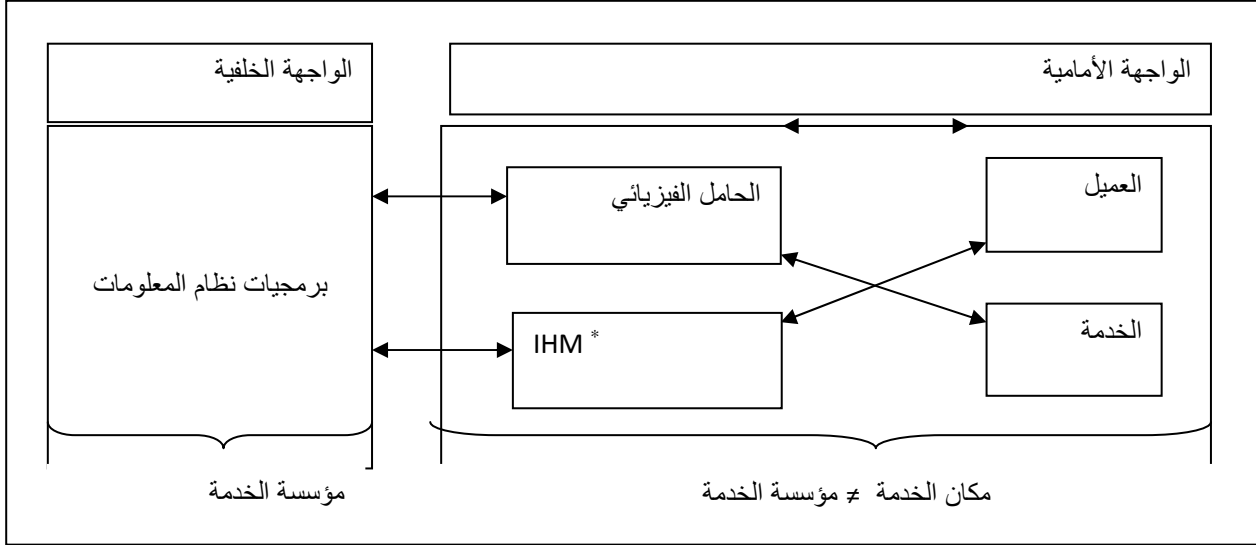 الواجهة الأمامية
الواجهة الخلفية
العميل
الحامل الفيزيائي
برمجيات نظام المعلومات
الخدمة
IHM *
مكان الخدمة ≠ مؤسسة الخدمة
مؤسسة الخدمة